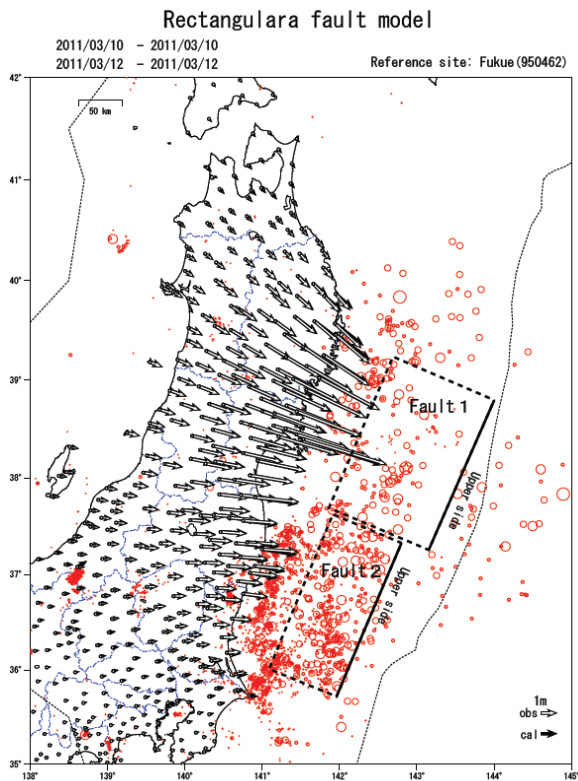 Rectangulara fault model
2011/03/10 - 2011/03/10
2011/03/12 - 2011/03/12
Reference site: Fukue(950462)
42°
50 km
41°
40°
39°
Fault 1
38°
Upper side
37°
Fault 2
Upper side
36°
1m
obs
cal
35°
138° 139° 140° 141° 142° 143° 144° 145°